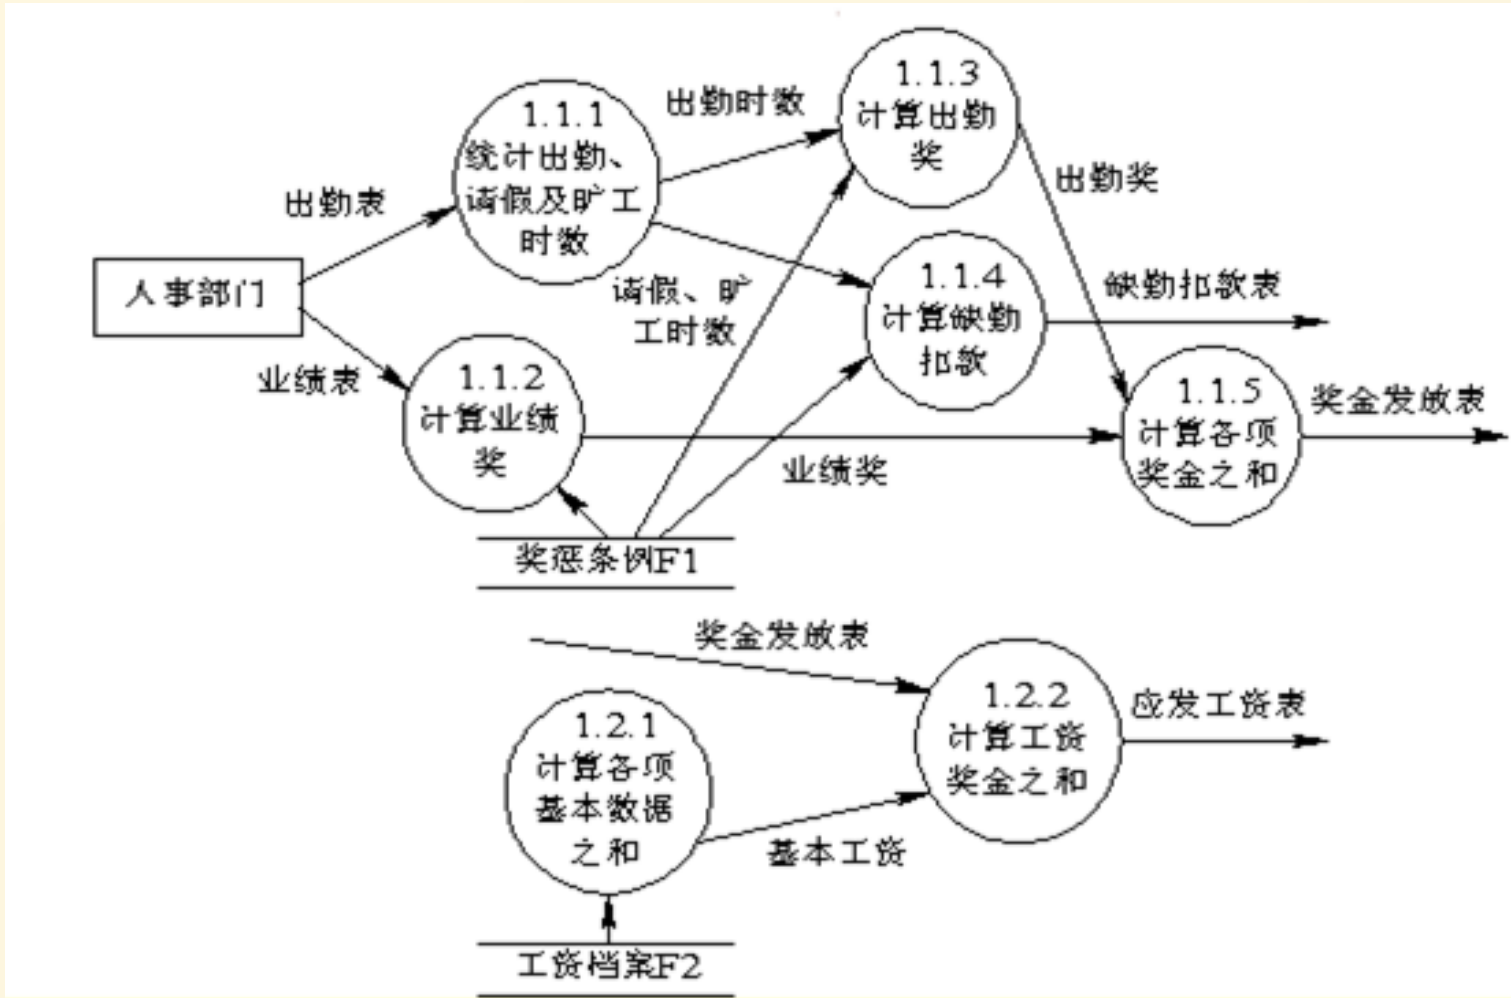 1.1.3
计算出勤
奖
出勤时数
1.1.1
统计出勤、
请假及旷工
时数
出勤表
出勤奖
人事部门
请假、旷
工时数
1.1.4
计算缺勤
扣款
缺勤扣款表
业绩表
1.1.2
计算业绩
奖
1.1.5
计算各项
奖金之和
奖金发放表
业绩奖
奖惩条例F1
奖金发放表
1.2.2
计算工资
奖金之和
应发工资表
1.2.1
计算各项
基本数据
之和
基本工资
工资档案F2